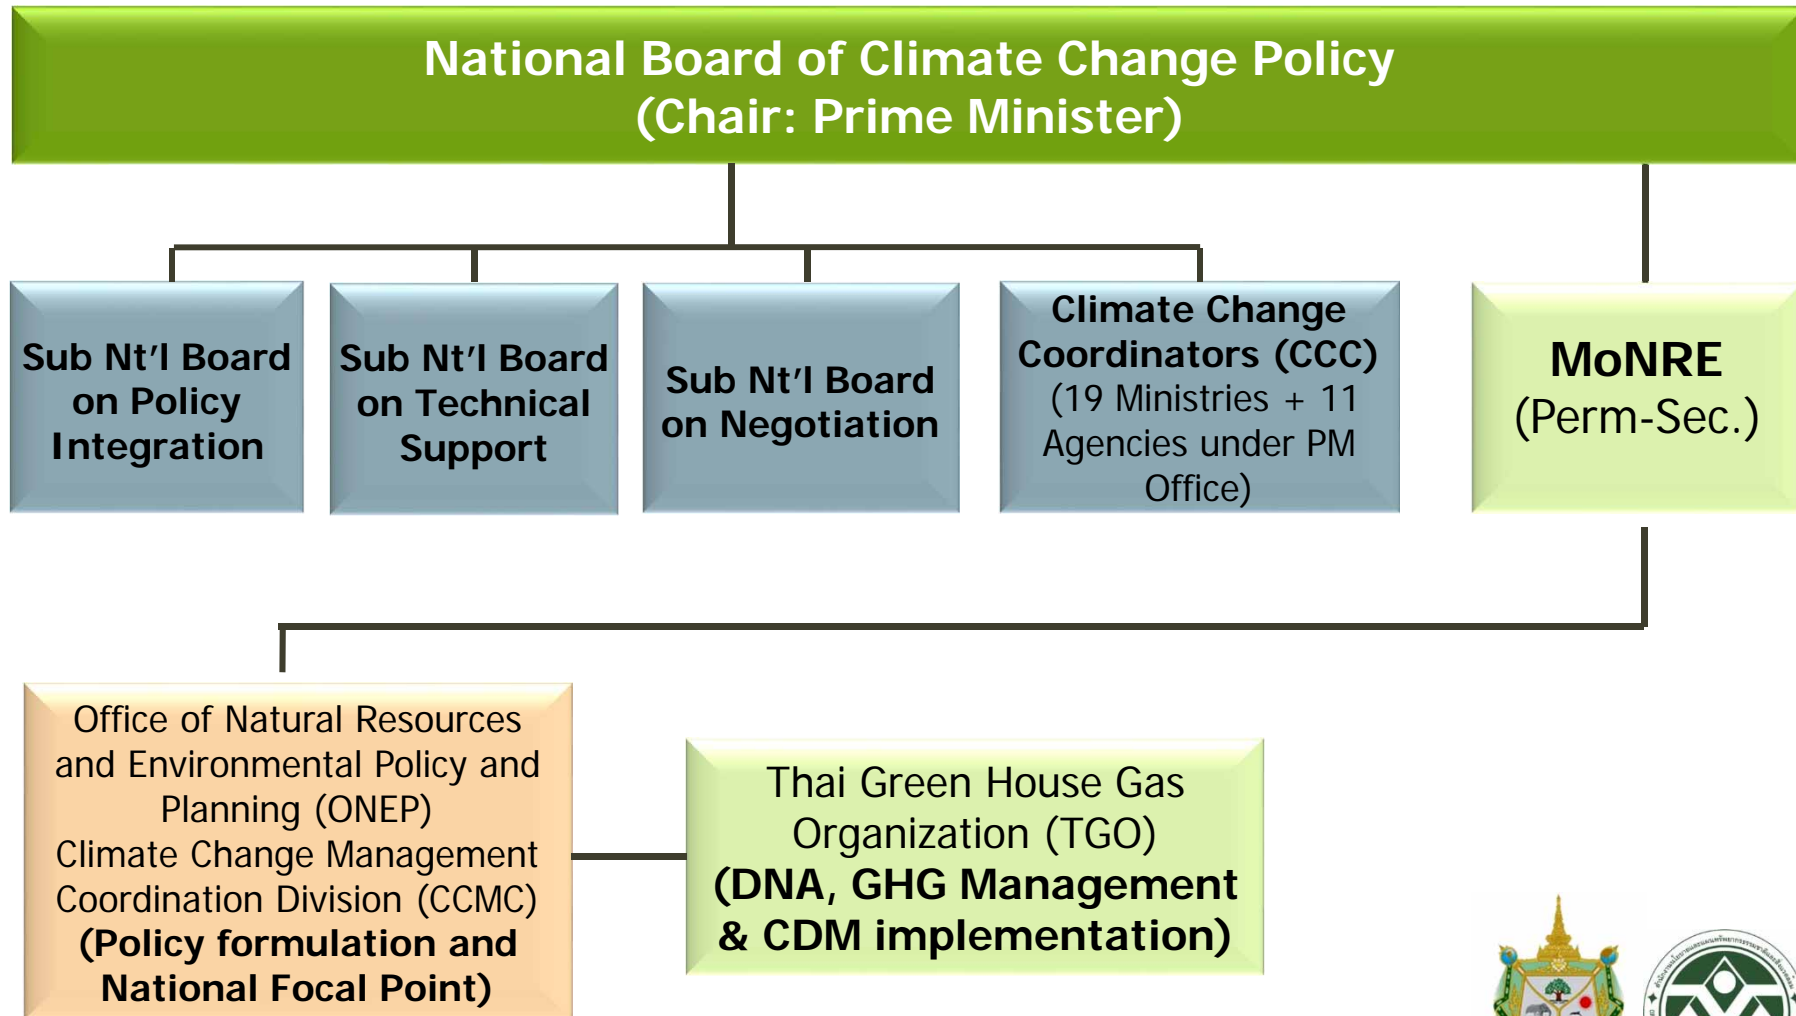 National Board of Climate Change Policy
(Chair: Prime Minister)
Sub Nt'l Board
on Policy
Integration
Sub Nt'l Board
on Technical
Support
Sub Nt'l Board
on Negotiation
Climate Change
Coordinators (CCC)
(19 Ministries + 11
Agencies under PM
Office)
MoNRE
(Perm-Sec.)
Office of Natural Resources
and Environmental Policy and
Planning (ONEP)
Climate Change Management
Coordination Division (CCMC)
(Policy formulation and
National Focal Point)
Thai Green House Gas
Organization (TGO)
(DNA, GHG Management
& CDM implementation)